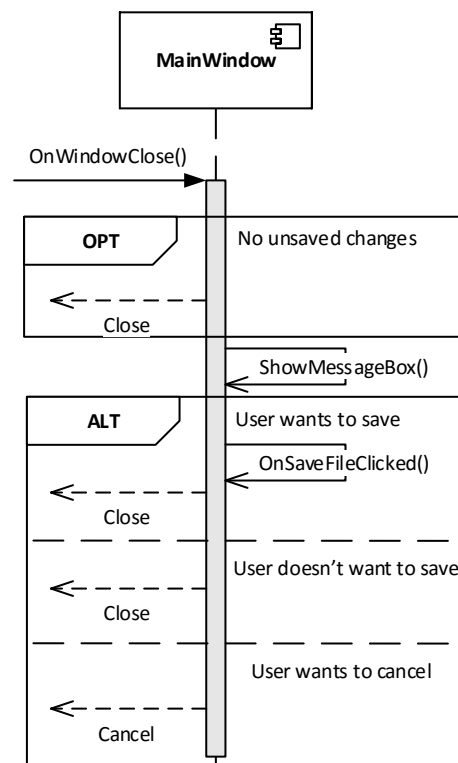 MainWindow
OnWindowClose()
OPT
No unsaved changes
Close
ShowMessageBox()
ALT
User wants to save
OnSaveFileClicked()
Close
User doesn’t want to save
Close
User wants to cancel
Cancel